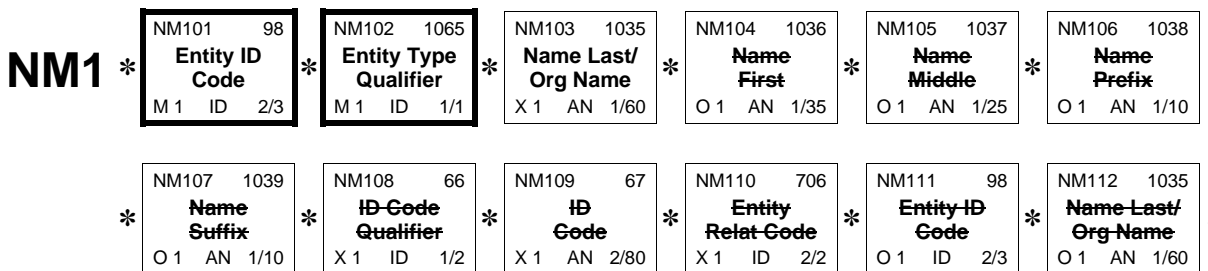 NM1 * NM101 98 * NM102 1065 * NM103 1035 * NM104 1036 * NM105 1037 * NM106 1038
Entity ID Entity Type Name Last/ Name Name Name
Code Qualifier Org Name First Middle Prefix
M 1 ID 2/3 M 1 ID 1/1 X 1 AN 1/60 O 1 AN 1/35 O 1 AN 1/25 O 1 AN 1/10
* NM107 1039 * NM108 66 * NM109 67 * NM110 706 * NM111 98 * NM112 1035
Name ID Code ID Entity Entity ID Name Last/
Suffix Qualifier Code Relat Code Code Org Name
O 1 AN 1/10 X 1 ID 1/2 X 1 AN 2/80 X 1 ID 2/2 O 1 ID 2/3 O 1 AN 1/60